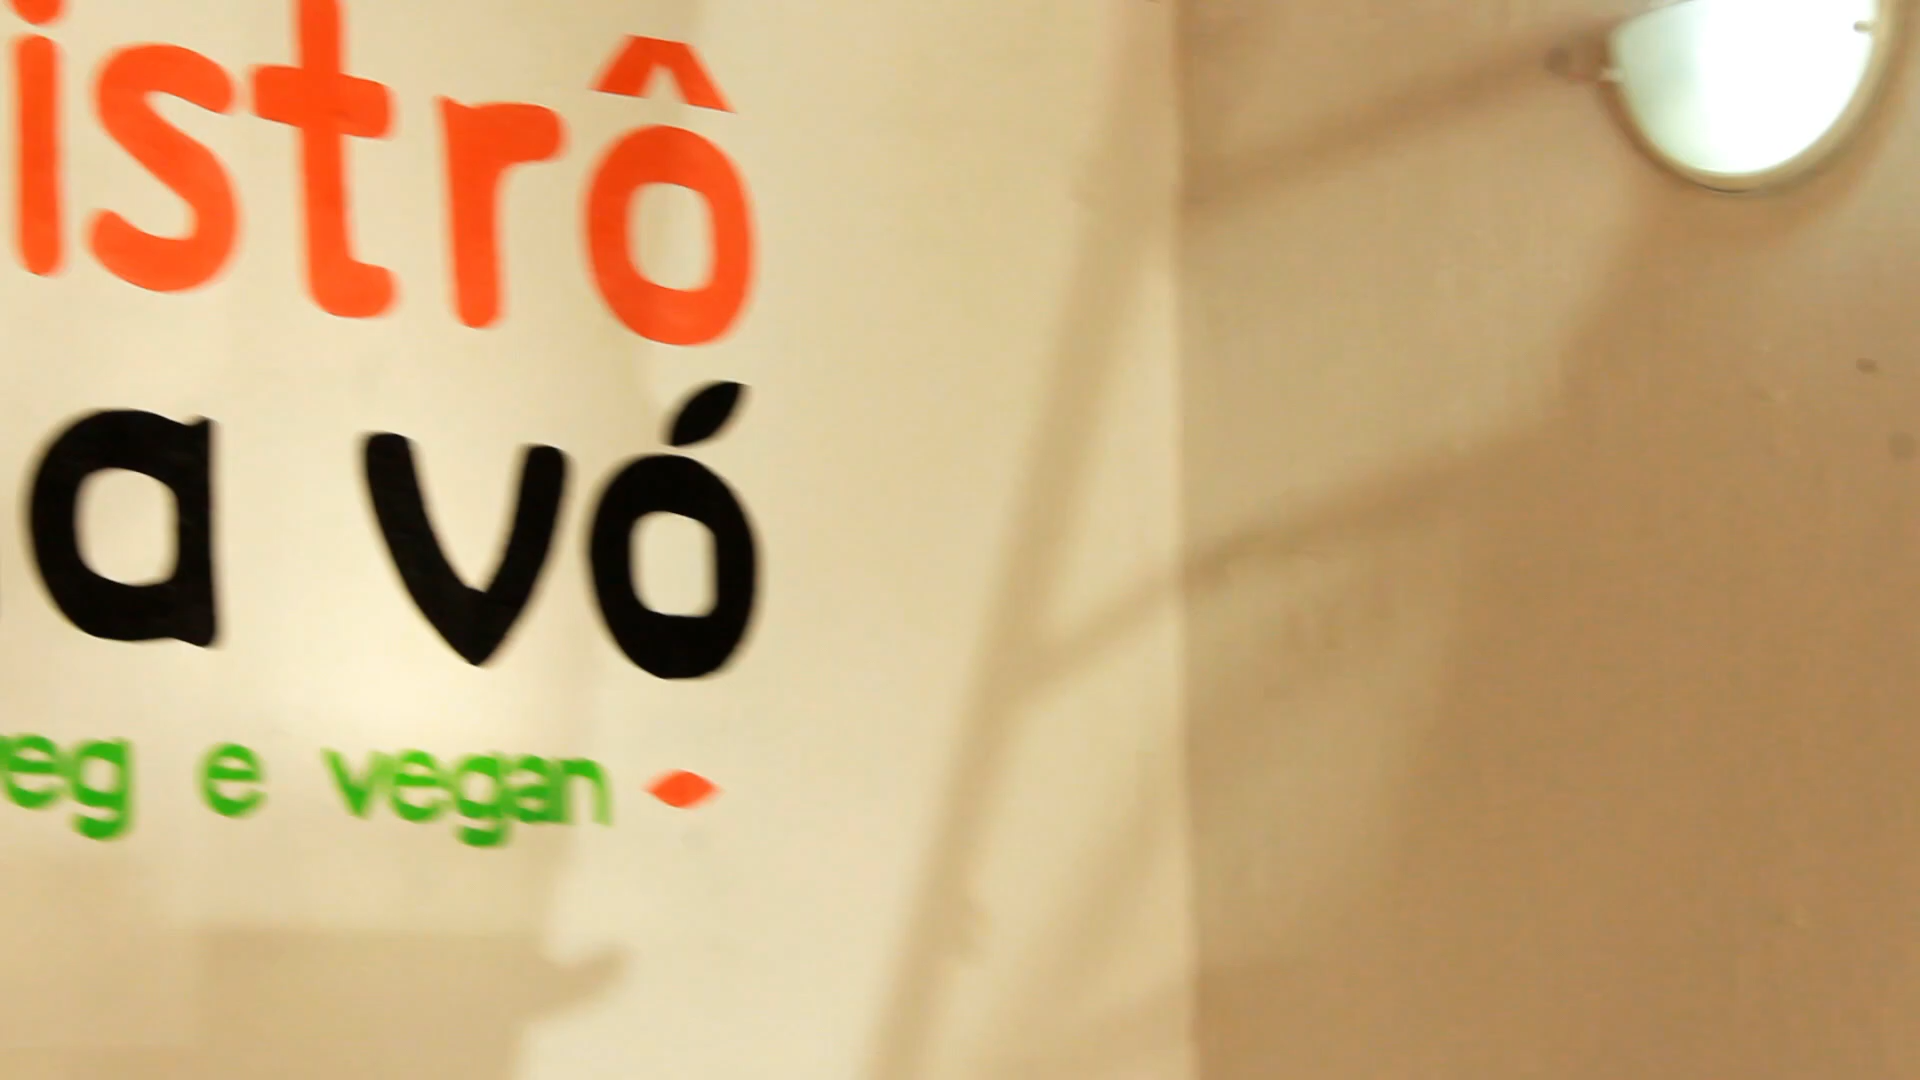 istrô
a vó
eg e vegan